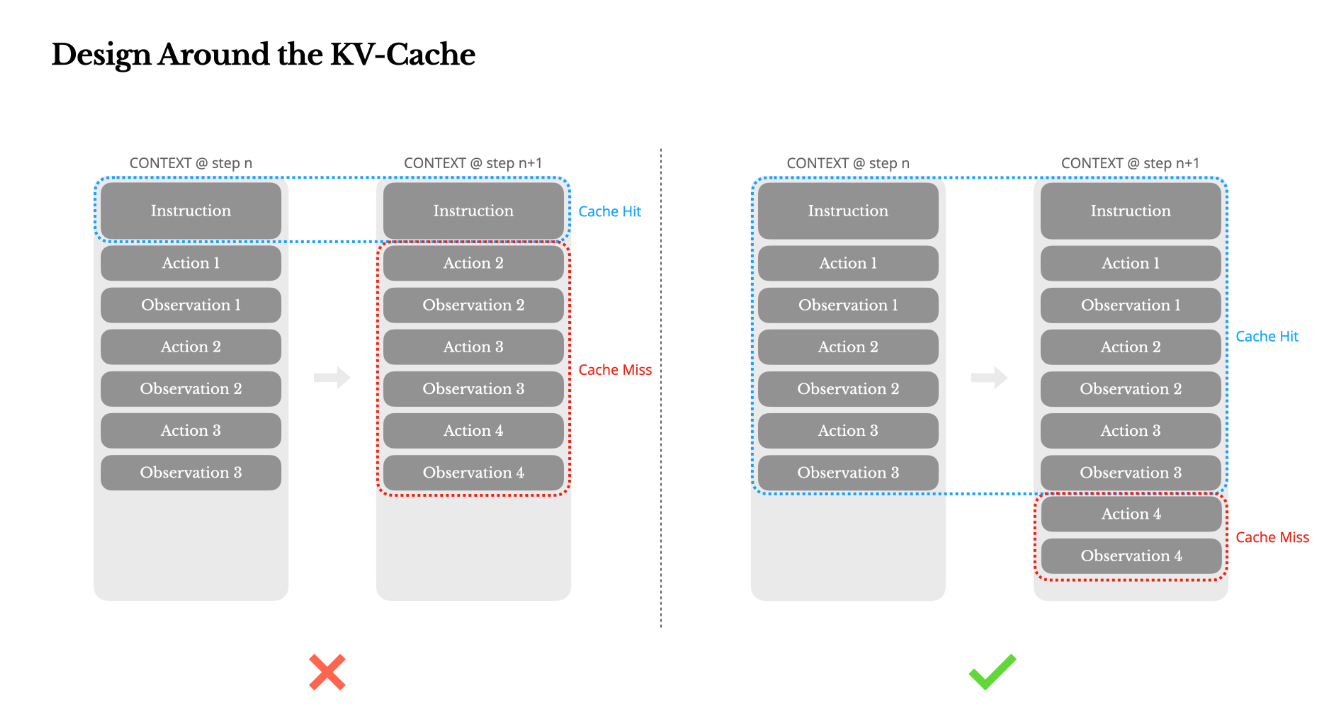 Design Around the KV-Cache
CONTEXT @ step n
Instruction
Action 1
Observation 1
Action 2
Observation 2
Action 3
Observation 3
CONTEXT @ step n+1
Instruction
Action 2
Observation 2
Action 3
Observation 3
Action 4
Observation 4
Cache Hit
Cache Miss
CONTEXT @ step n
Instruction
Action 1
Observation 1
Action 2
Observation 2
Action 3
Observation 3
CONTEXT @ step n+1
Instruction
Action 1
Observation 1
Action 2
Observation 2
Action 3
Observation 3
Action 4
Observation 4
Cache Hit
Cache Miss